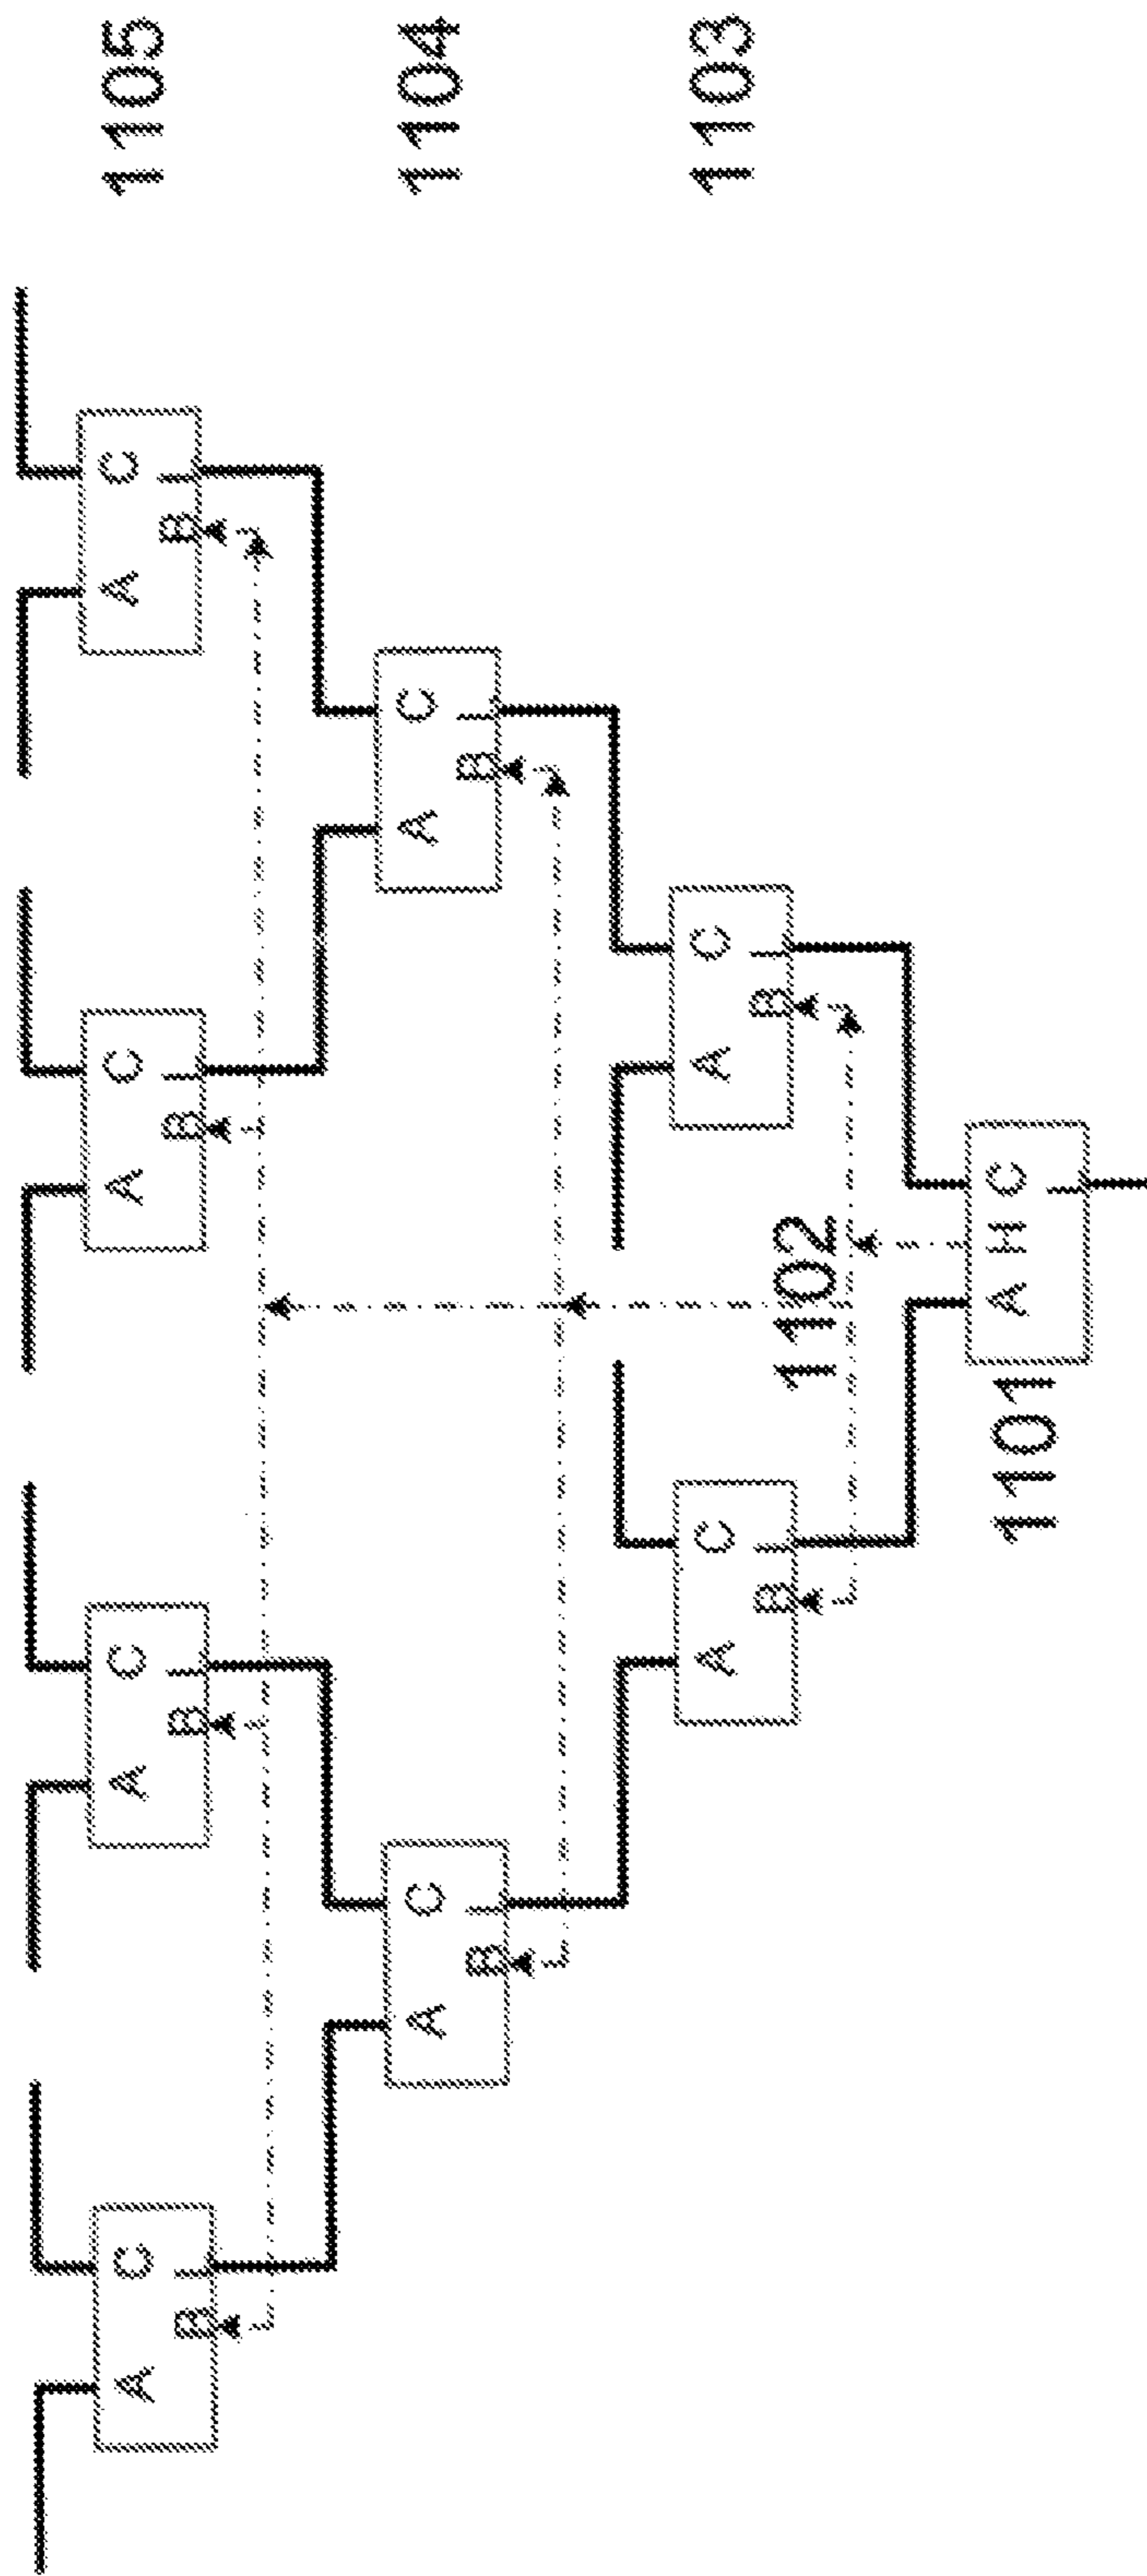 A C A C A C A C 1105
B I B I B I B I
A C A C 1104
B I B I
A C A C 1103
B I B I
1102
1101 A H C
I